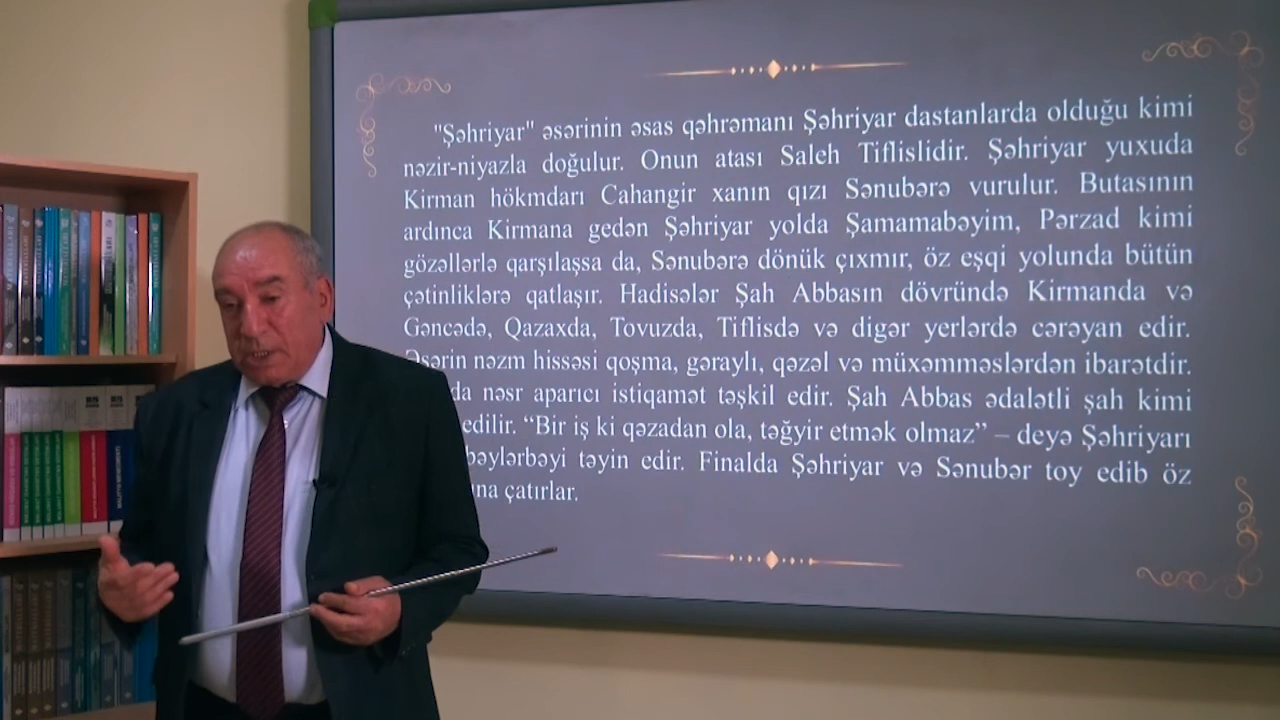 "Şəhriyar" əsərinin əsas qəhrəmanı Şəhriyar dastanlarda olduğu kimi
nəzir-niyazla doğulur. Onun atası Saleh Tiflislidir. Şəhriyar yuxuda
Kirman hökmdarı Cahangir xanın qızı Sənubərə vurulur. Butasının
ardınca Kirmana gedən Şəhriyar yolda Şamamabəyim, Pərzad kimi
gözəllərlə qarşılaşsa da, Sənubərə dönük çıxmır, öz eşqi yolunda bütün
çətinliklərə qatlaşır. Hadisələr Şah Abbasın dövründə Kirmanda və
Gəncədə, Qazaxda, Tovuzda, Tiflisdə və digər yerlərdə cərəyan edir.
Əsərin nəzm hissəsi qoşma, gəraylı, qəzəl və müxəmməslərdən ibarətdir.
da nəsr aparıcı istiqamət təşkil edir. Şah Abbas ədalətli şah kimi
edilir. “Bir iş ki qəzadan ola, təğyir etmək olmaz” – deyə Şəhriyarı
bəylərbəyi təyin edir. Finalda Şəhriyar və Sənubər toy edib öz
na çatırlar.